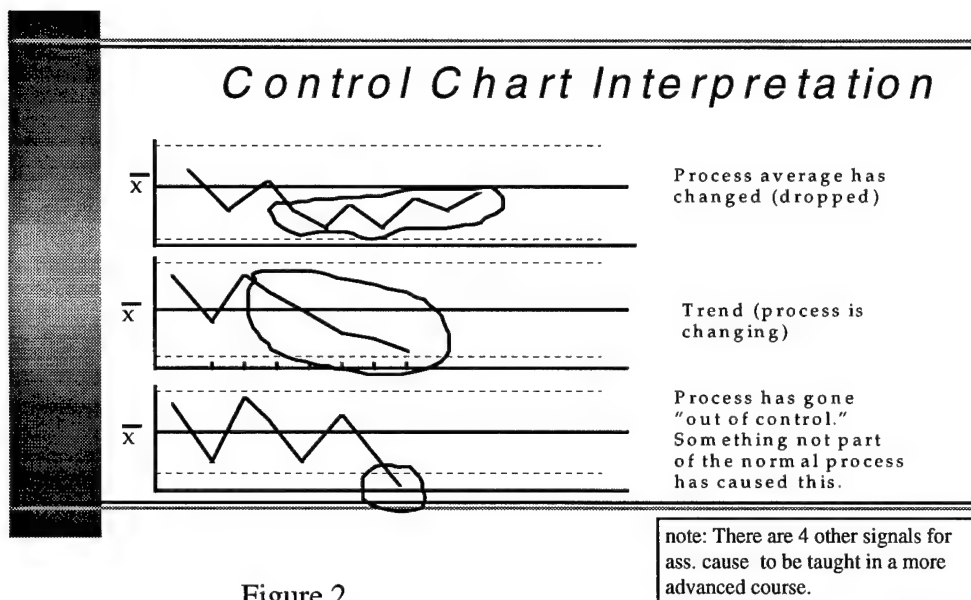 Control Chart Interpretation
x̅
Process average has
changed (dropped)
x̅
Trend (process is
changing)
x̅
Process has gone
"out of control."
Something not part
of the normal process
has caused this.
note: There are 4 other signals for
ass. cause to be taught in a more
advanced course.
Figure 2